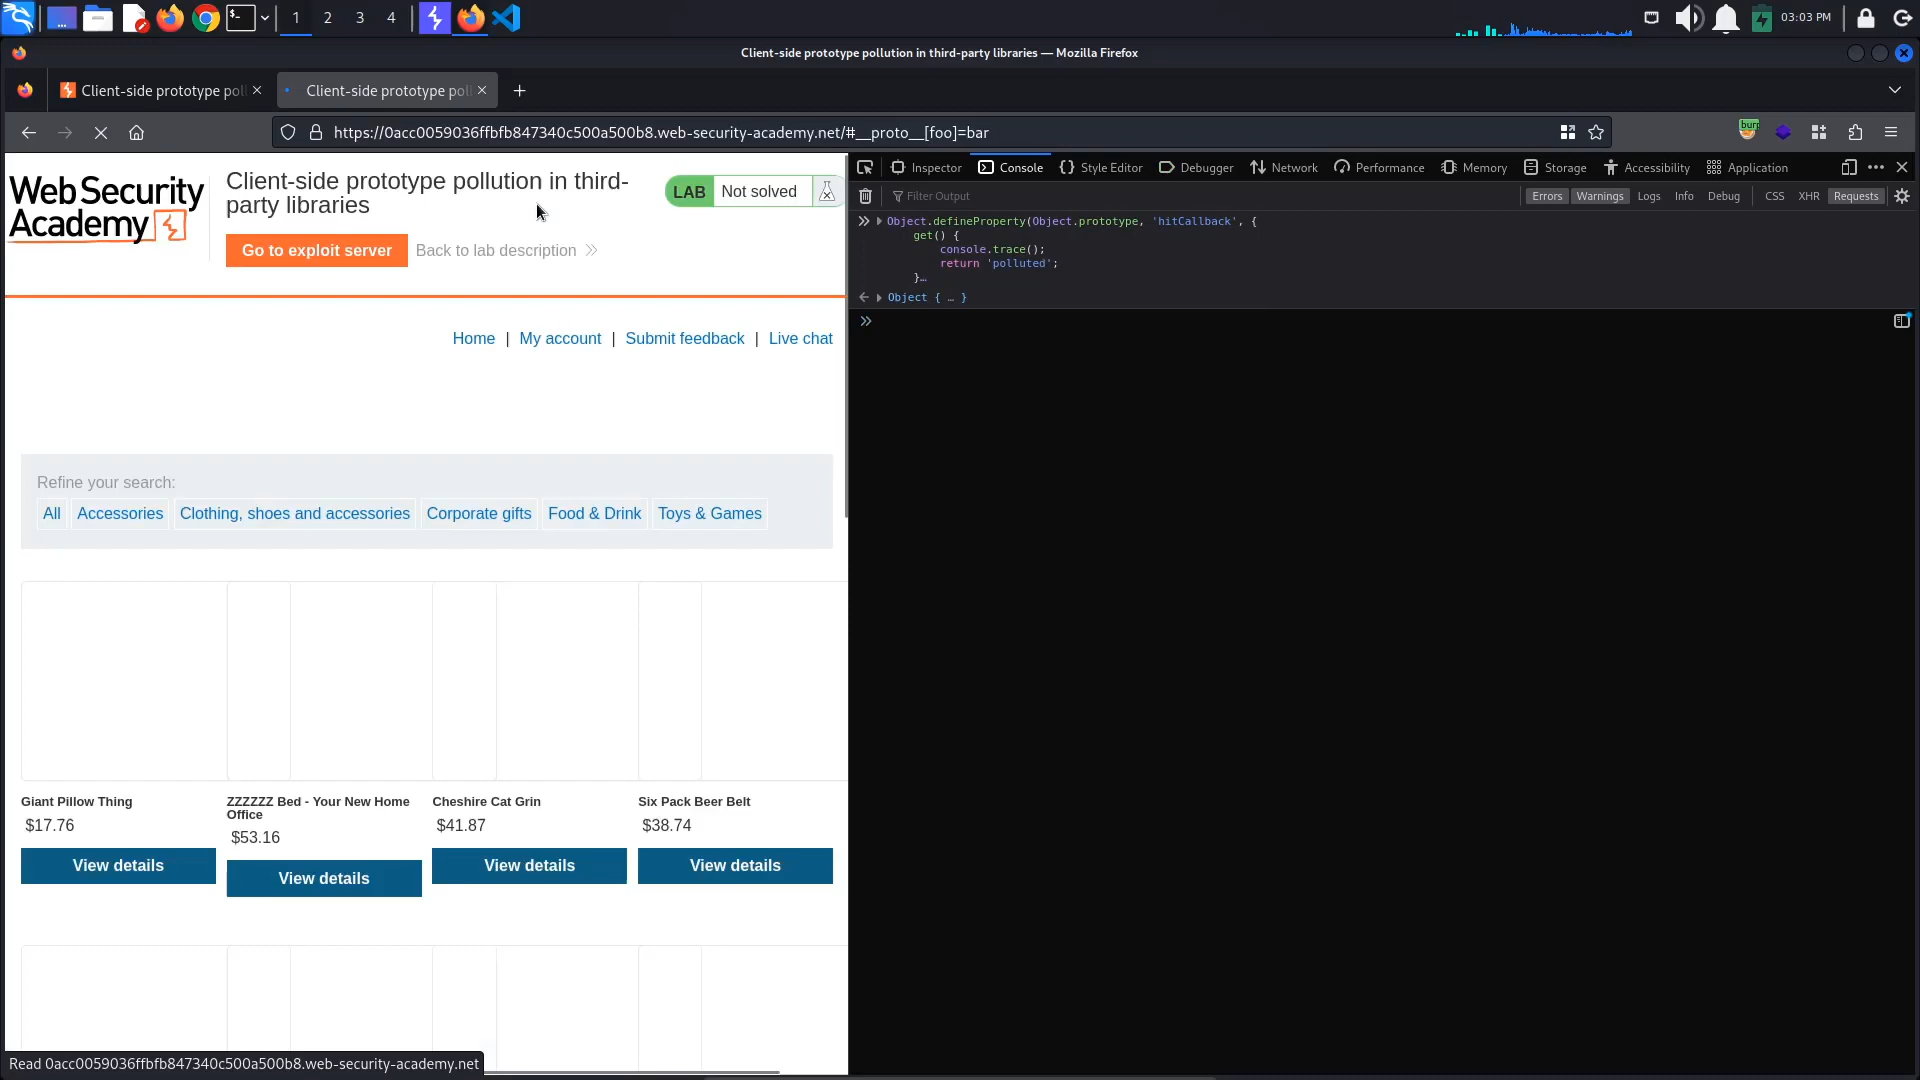 1 2 3 4
03:03 PM
Client-side prototype pollution in third-party libraries — Mozilla Firefox
Client-side prototype pol
Client-side prototype pol
https://0acc0059036ffbfb847340c500a500b8.web-security-academy.net/#__proto__[foo]=bar
burp
Web Security
Academy
Client-side prototype pollution in third-
party libraries
LAB Not solved
Go to exploit server
Back to lab description
Home | My account | Submit feedback | Live chat
Refine your search:
All Accessories Clothing, shoes and accessories Corporate gifts Food & Drink Toys & Games
Giant Pillow Thing
$17.76
View details
ZZZZZZ Bed - Your New Home
Office
$53.16
View details
Cheshire Cat Grin
$41.87
View details
Six Pack Beer Belt
$38.74
View details
Read 0acc0059036ffbfb847340c500a500b8.web-security-academy.net
Inspector Console Style Editor Debugger Network Performance Memory Storage Accessibility Application
Filter Output
Errors Warnings Logs Info Debug CSS XHR Requests
Object.defineProperty(Object.prototype, 'hitCallback', {
get() {
console.trace();
return 'polluted';
}…
Object { … }